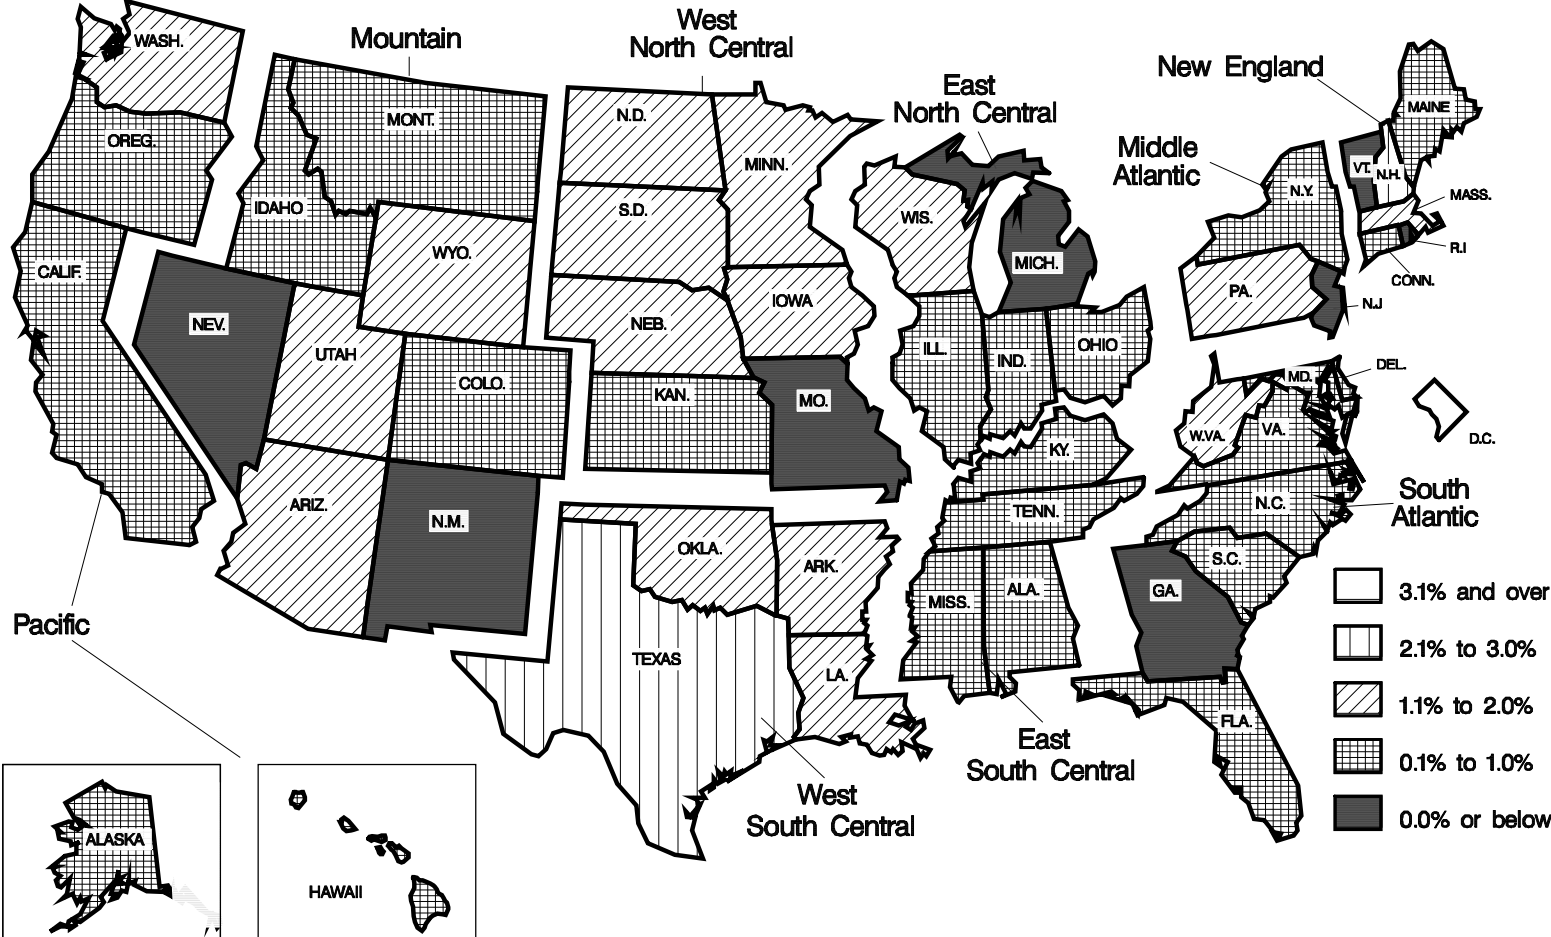 West
North Central
Mountain
East
North Central
New England
Middle
Atlantic
WASH.
OREG.
CALIF.
IDAHO
MONT.
WYO.
NEV.
UTAH
COLO.
ARIZ.
N.M.
N.D.
S.D.
MINN.
NEB.
IOWA
KAN.
MO.
WIS.
MICH.
ILL.
IND.
OHIO
KY.
TENN.
MISS.
ALA.
OKLA.
ARK.
TEXAS
LA.
MAINE
VT.
N.H.
MASS.
R.I
CONN.
N.Y.
PA.
N.J
DEL.
MD.
D.C.
W.VA.
VA.
N.C.
S.C.
GA.
FLA.
South
Atlantic
3.1% and over
2.1% to 3.0%
1.1% to 2.0%
0.1% to 1.0%
0.0% or below
Pacific
East
South Central
West
South Central
ALASKA
HAWAII